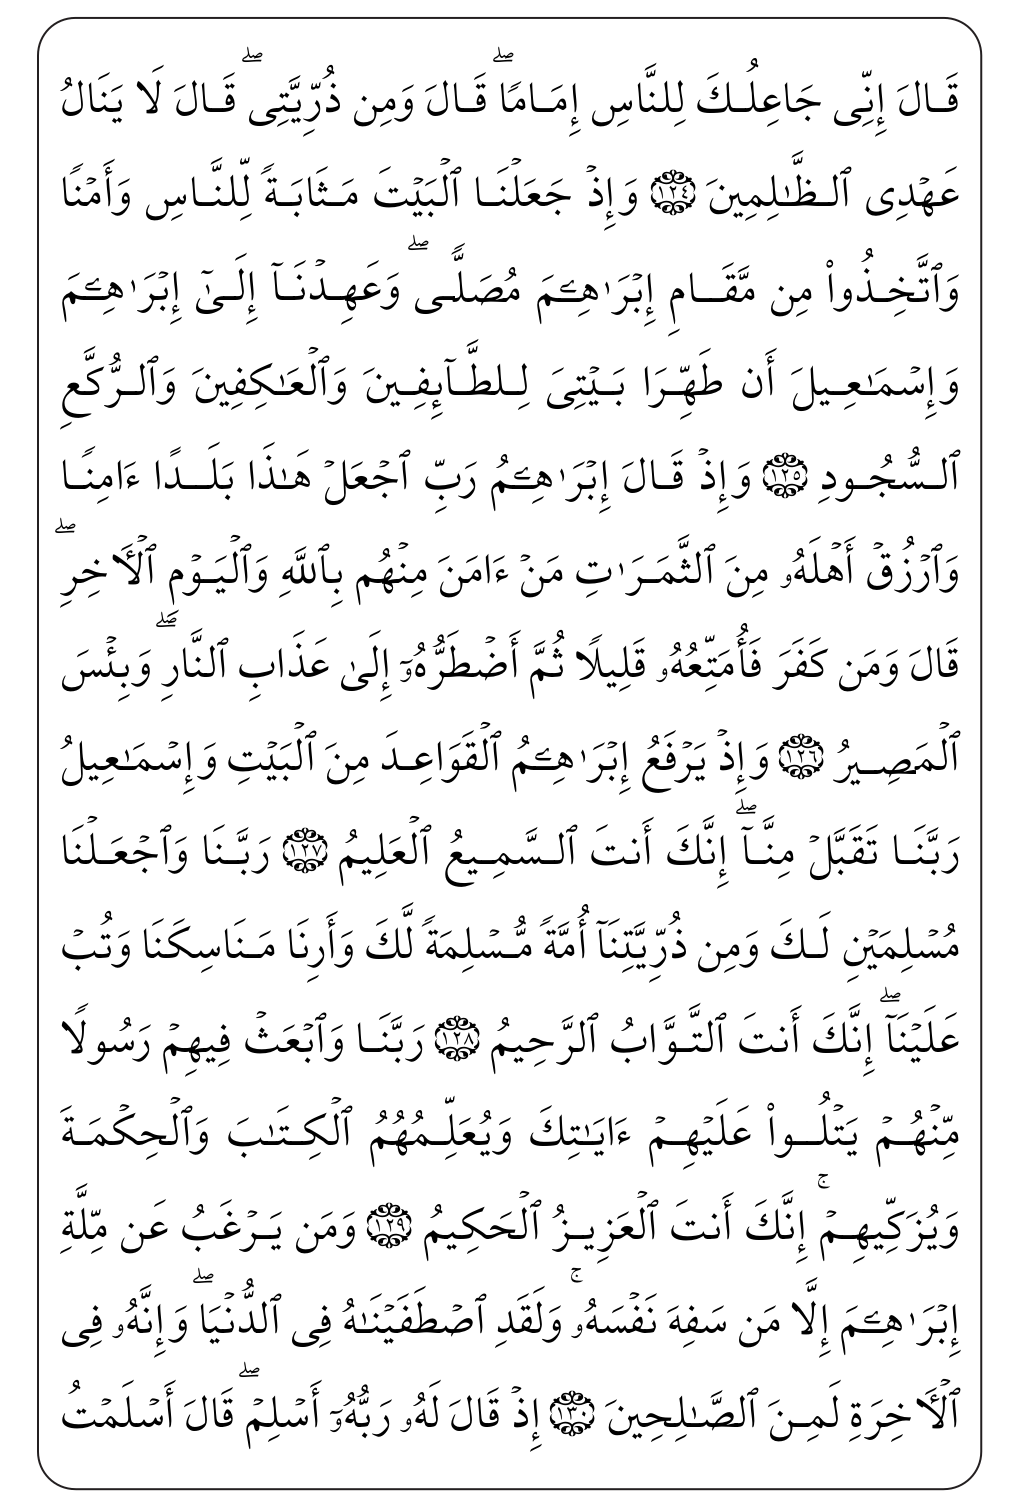 قَالَ إِنِّى جَاعِلُكَ لِلنَّاسِ إِمَامًاۖ قَالَ وَمِن ذُرِّيَّتِىۖ قَالَ لَا يَنَالُ
عَهْدِى ٱلظَّـٰلِمِينَ ١٢٤ وَإِذْ جَعَلْنَا ٱلْبَيْتَ مَثَابَةً لِّلنَّاسِ وَأَمْنًا
وَٱتَّخِذُوا۟ مِن مَّقَامِ إِبْرَٰهِـۧمَ مُصَلًّىۖ وَعَهِدْنَآ إِلَىٰٓ إِبْرَٰهِـۧمَ
وَإِسْمَـٰعِيلَ أَن طَهِّرَا بَيْتِىَ لِلطَّآئِفِينَ وَٱلْعَـٰكِفِينَ وَٱلرُّكَّعِ
ٱلسُّجُودِ ١٢٥ وَإِذْ قَالَ إِبْرَٰهِـۧمُ رَبِّ ٱجْعَلْ هَـٰذَا بَلَدًا ءَامِنًا
وَٱرْزُقْ أَهْلَهُۥ مِنَ ٱلثَّمَرَٰتِ مَنْ ءَامَنَ مِنْهُم بِٱللَّهِ وَٱلْيَوْمِ ٱلْـَٔاخِرِۖ
قَالَ وَمَن كَفَرَ فَأُمَتِّعُهُۥ قَلِيلًا ثُمَّ أَضْطَرُّهُۥٓ إِلَىٰ عَذَابِ ٱلنَّارِۖ وَبِئْسَ
ٱلْمَصِيرُ ١٢٦ وَإِذْ يَرْفَعُ إِبْرَٰهِـۧمُ ٱلْقَوَاعِدَ مِنَ ٱلْبَيْتِ وَإِسْمَـٰعِيلُ
رَبَّنَا تَقَبَّلْ مِنَّآۖ إِنَّكَ أَنتَ ٱلسَّمِيعُ ٱلْعَلِيمُ ١٢٧ رَبَّنَا وَٱجْعَلْنَا
مُسْلِمَيْنِ لَكَ وَمِن ذُرِّيَّتِنَآ أُمَّةً مُّسْلِمَةً لَّكَ وَأَرِنَا مَنَاسِكَنَا وَتُبْ
عَلَيْنَآۖ إِنَّكَ أَنتَ ٱلتَّوَّابُ ٱلرَّحِيمُ ١٢٨ رَبَّنَا وَٱبْعَثْ فِيهِمْ رَسُولًا
مِّنْهُمْ يَتْلُوا۟ عَلَيْهِمْ ءَايَـٰتِكَ وَيُعَلِّمُهُمُ ٱلْكِتَـٰبَ وَٱلْحِكْمَةَ
وَيُزَكِّيهِمْۚ إِنَّكَ أَنتَ ٱلْعَزِيزُ ٱلْحَكِيمُ ١٢٩ وَمَن يَرْغَبُ عَن مِّلَّةِ
إِبْرَٰهِـۧمَ إِلَّا مَن سَفِهَ نَفْسَهُۥۚ وَلَقَدِ ٱصْطَفَيْنَـٰهُ فِى ٱلدُّنْيَاۖ وَإِنَّهُۥ فِى
ٱلْـَٔاخِرَةِ لَمِنَ ٱلصَّـٰلِحِينَ ١٣٠ إِذْ قَالَ لَهُۥ رَبُّهُۥٓ أَسْلِمْۖ قَالَ أَسْلَمْتُ